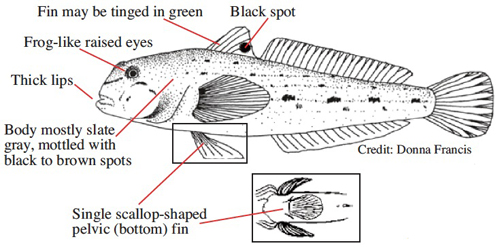 Fin may be tinged in green
Black spot
Frog-like raised eyes
Thick lips
Body mostly slate
gray, mottled with
black to brown spots
Credit: Donna Francis
Single scallop-shaped
pelvic (bottom) fin